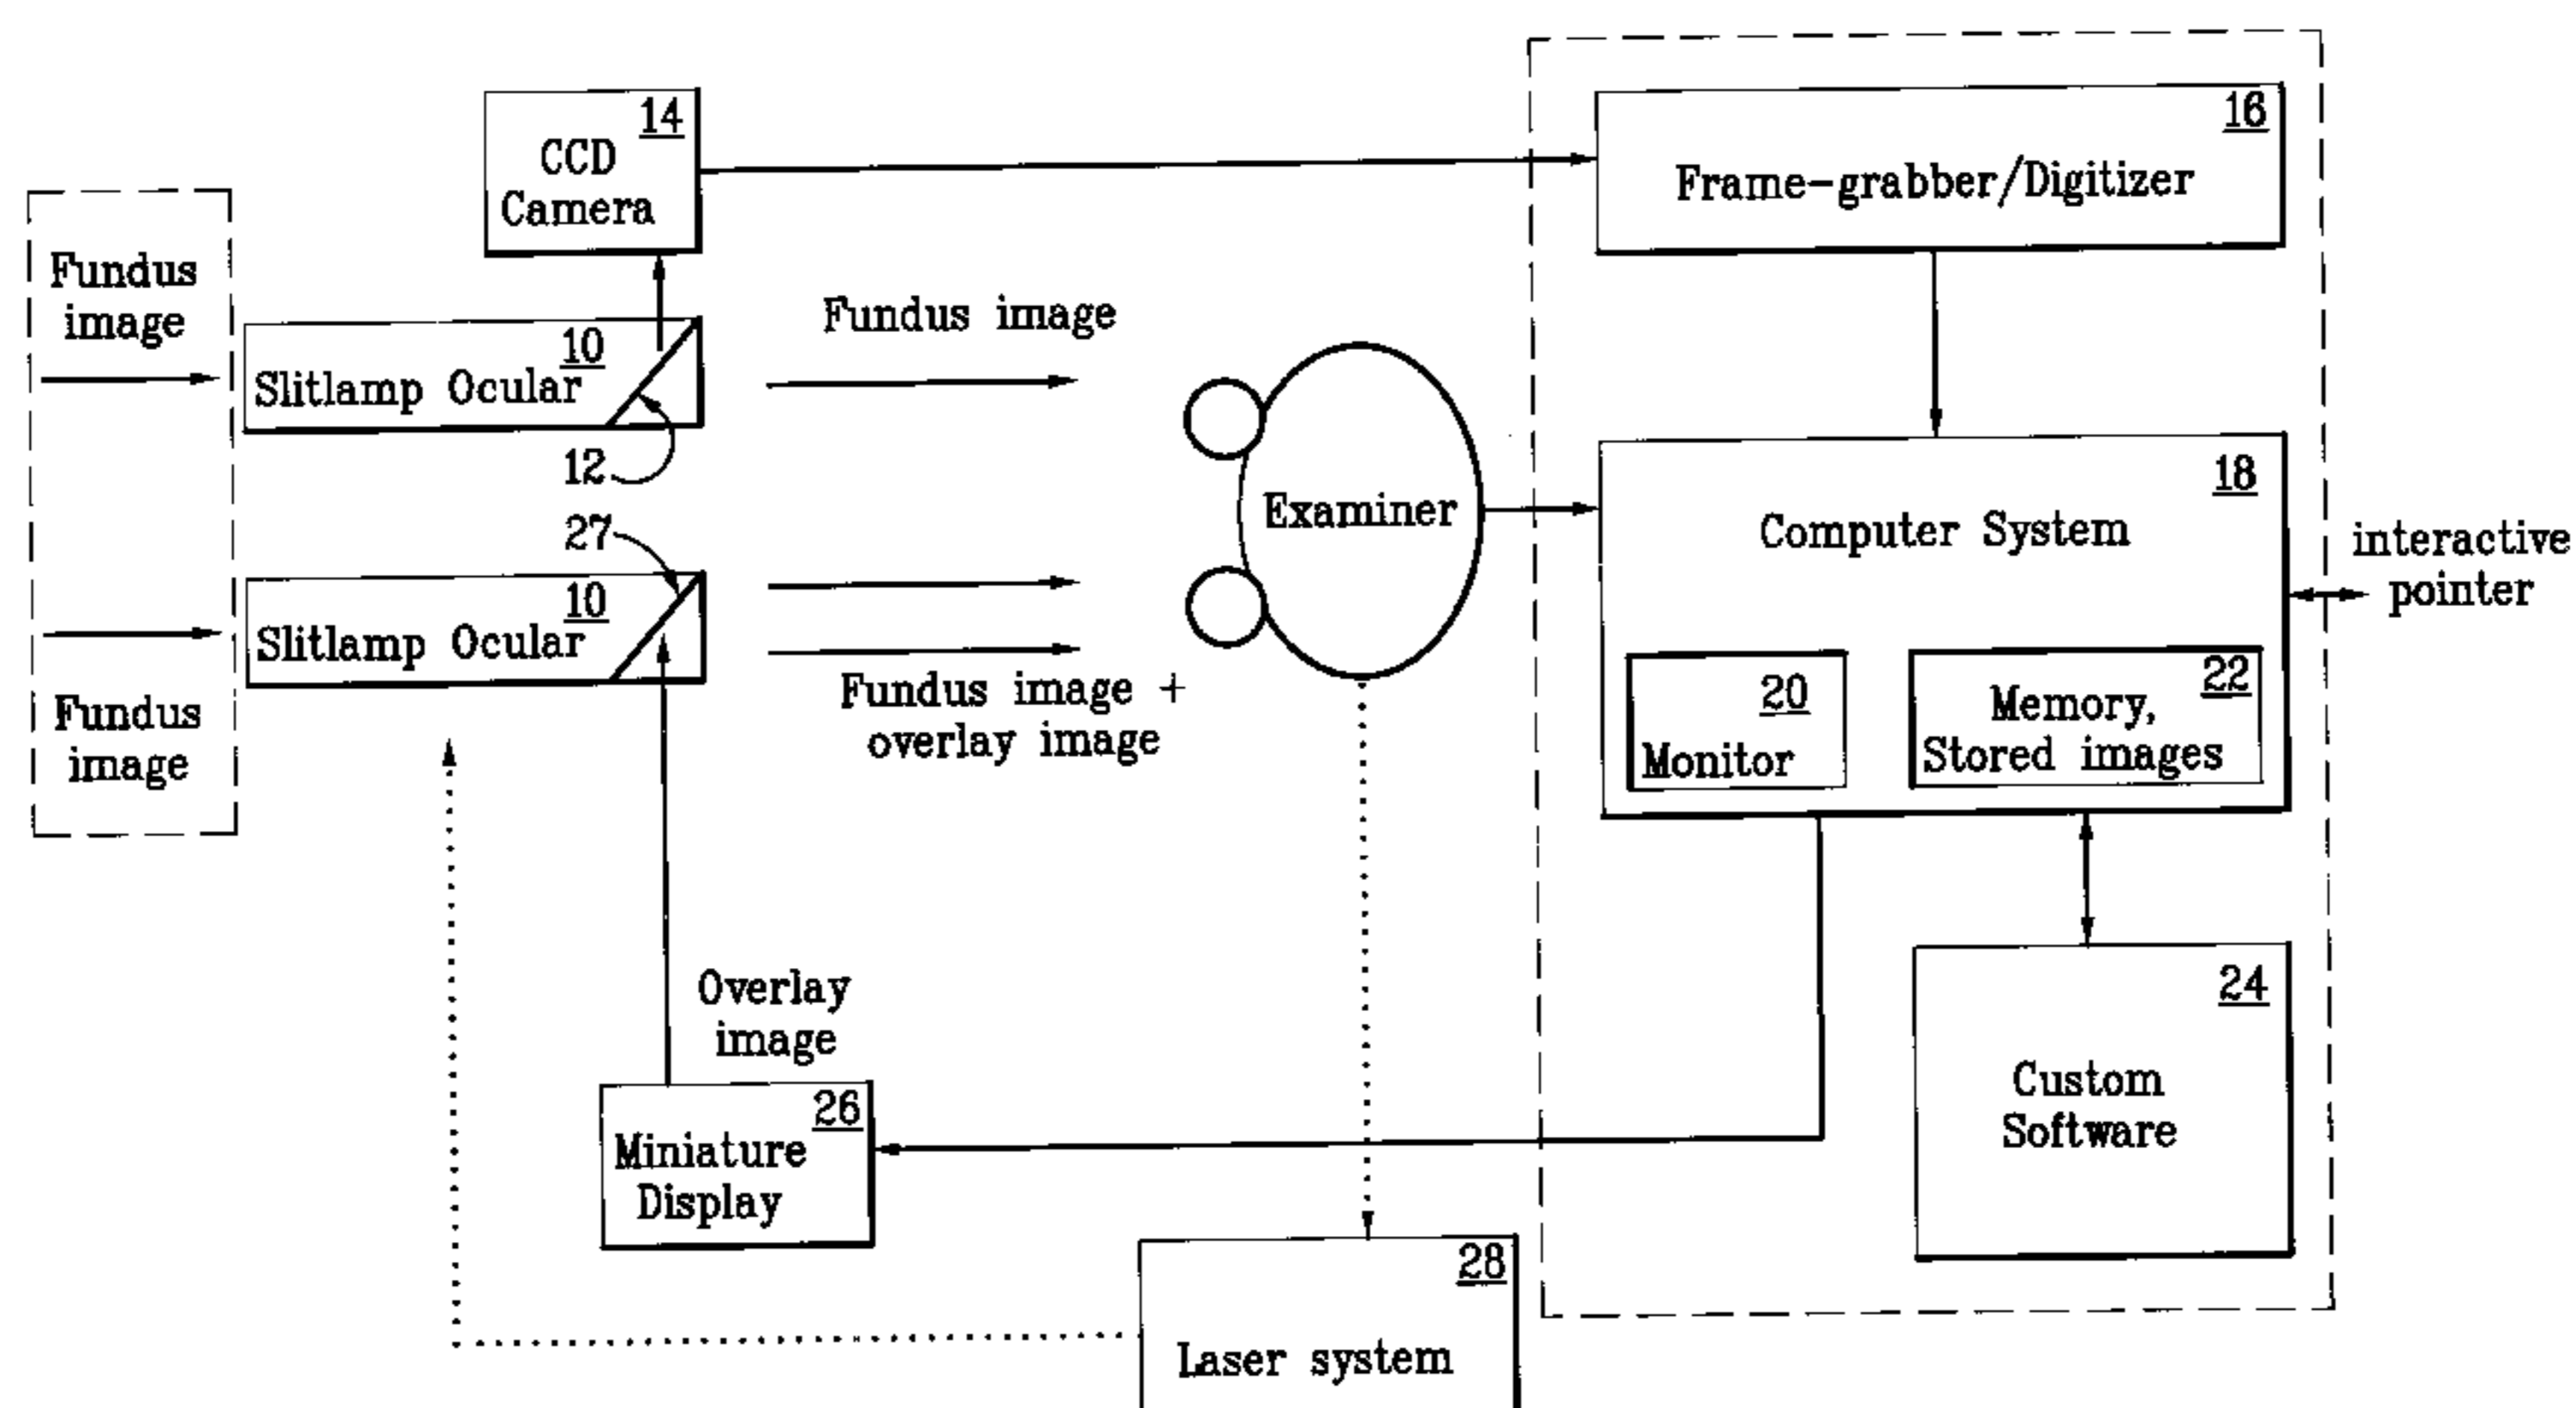 14
CCD
Camera
16
Frame-grabber/Digitizer
Fundus
image
10
Slitlamp Ocular
12
Fundus image
Examiner
18
Computer System
interactive
pointer
27
10
Slitlamp Ocular
Fundus
image
Fundus image +
overlay image
20
Monitor
22
Memory,
Stored images
Overlay
image
26
Miniature
Display
24
Custom
Software
28
Laser system